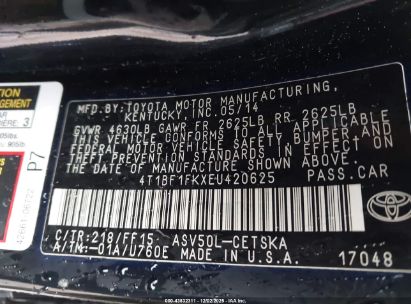 MFD. BY: TOYOTA MOTOR MANUFACTURING,
KENTUCKY, INC. 05/14
GVWR 4630LB GAWR FR 2625LB RR 2625LB
THIS VEHICLE CONFORMS TO ALL APPLICABLE
FEDERAL MOTOR VEHICLE SAFETY, BUMPER, AND
THEFT PREVENTION STANDARDS IN EFFECT ON
THE DATE OF MANUFACTURE SHOWN ABOVE.
4T1BF1FKXEU420625 PASS.CAR
C/TR:218/FF15 ASV50L-CETSKA
A/TM:-01A/U760E MADE IN U.S.A.
17048
TOYOTA
P7
3